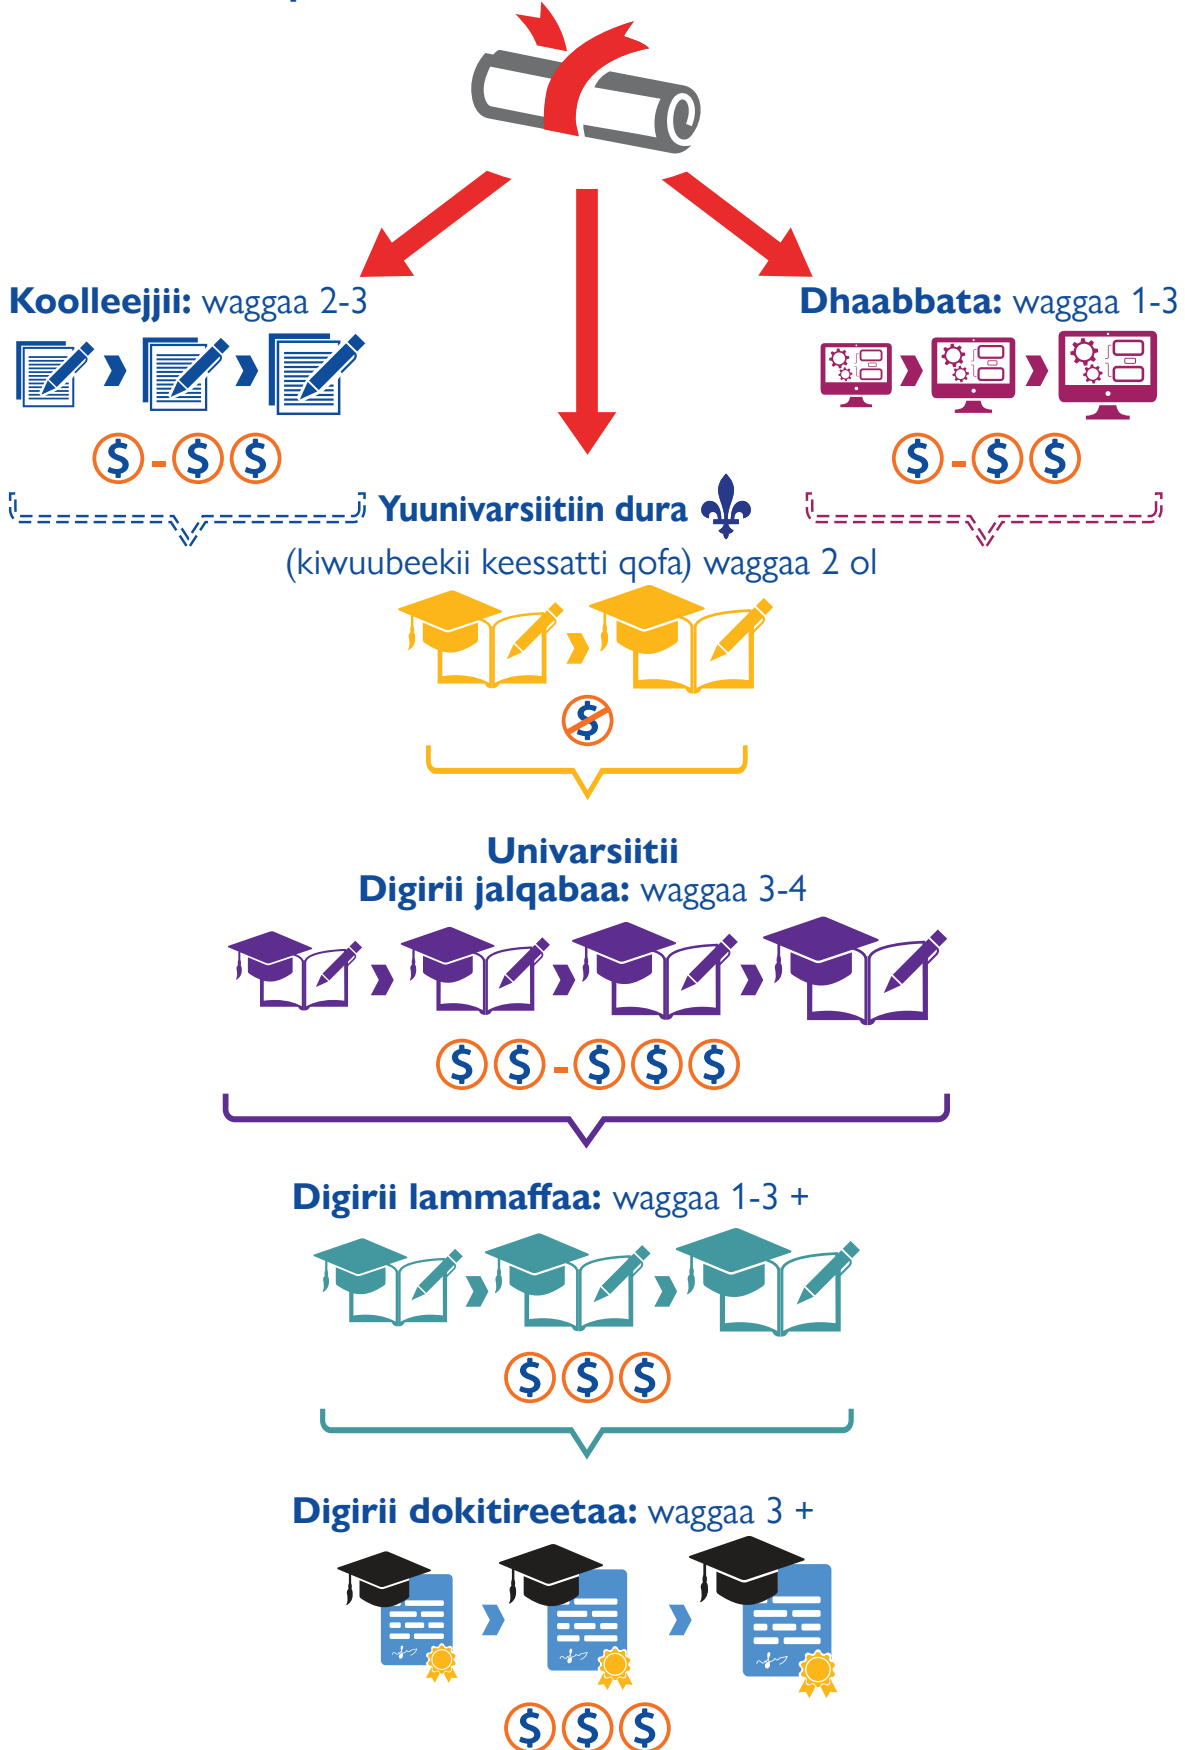 Koolleejjii: waggaa 2-3
Dhaabbata: waggaa 1-3
$ - $ $
$ - $ $
Yuunivarsiitiin dura
(kiwuubeekii keessatti qofa) waggaa 2 ol
$
Univarsiitii
Digirii jalqabaa: waggaa 3-4
$ $ - $ $ $
Digirii lammaffaa: waggaa 1-3 +
$ $ $
Digirii dokitireetaa: waggaa 3 +
$ $ $